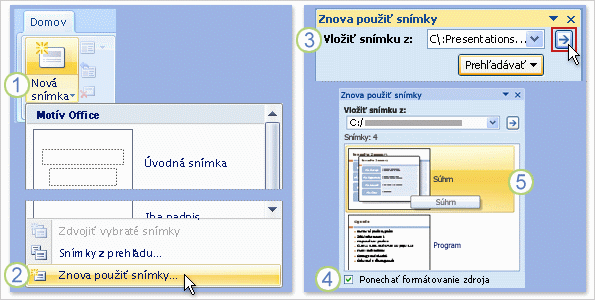 Domov
1
Nová
snímka
Motív Office
Úvodná snímka
Iba nadpis
Zdvojiť vybraté snímky
Snímky z prehľadu...
2
Znova použiť snímky...
Znova použiť snímky
3
Vložiť snímku z:
C\:Presentations...
Prehľadávať
Znova použiť snímky
Vložiť snímku z:
C:/
Snímky: 4
Súhrn
5
Súhrn
Agenda
Program
4
Ponechať formátovanie zdroja